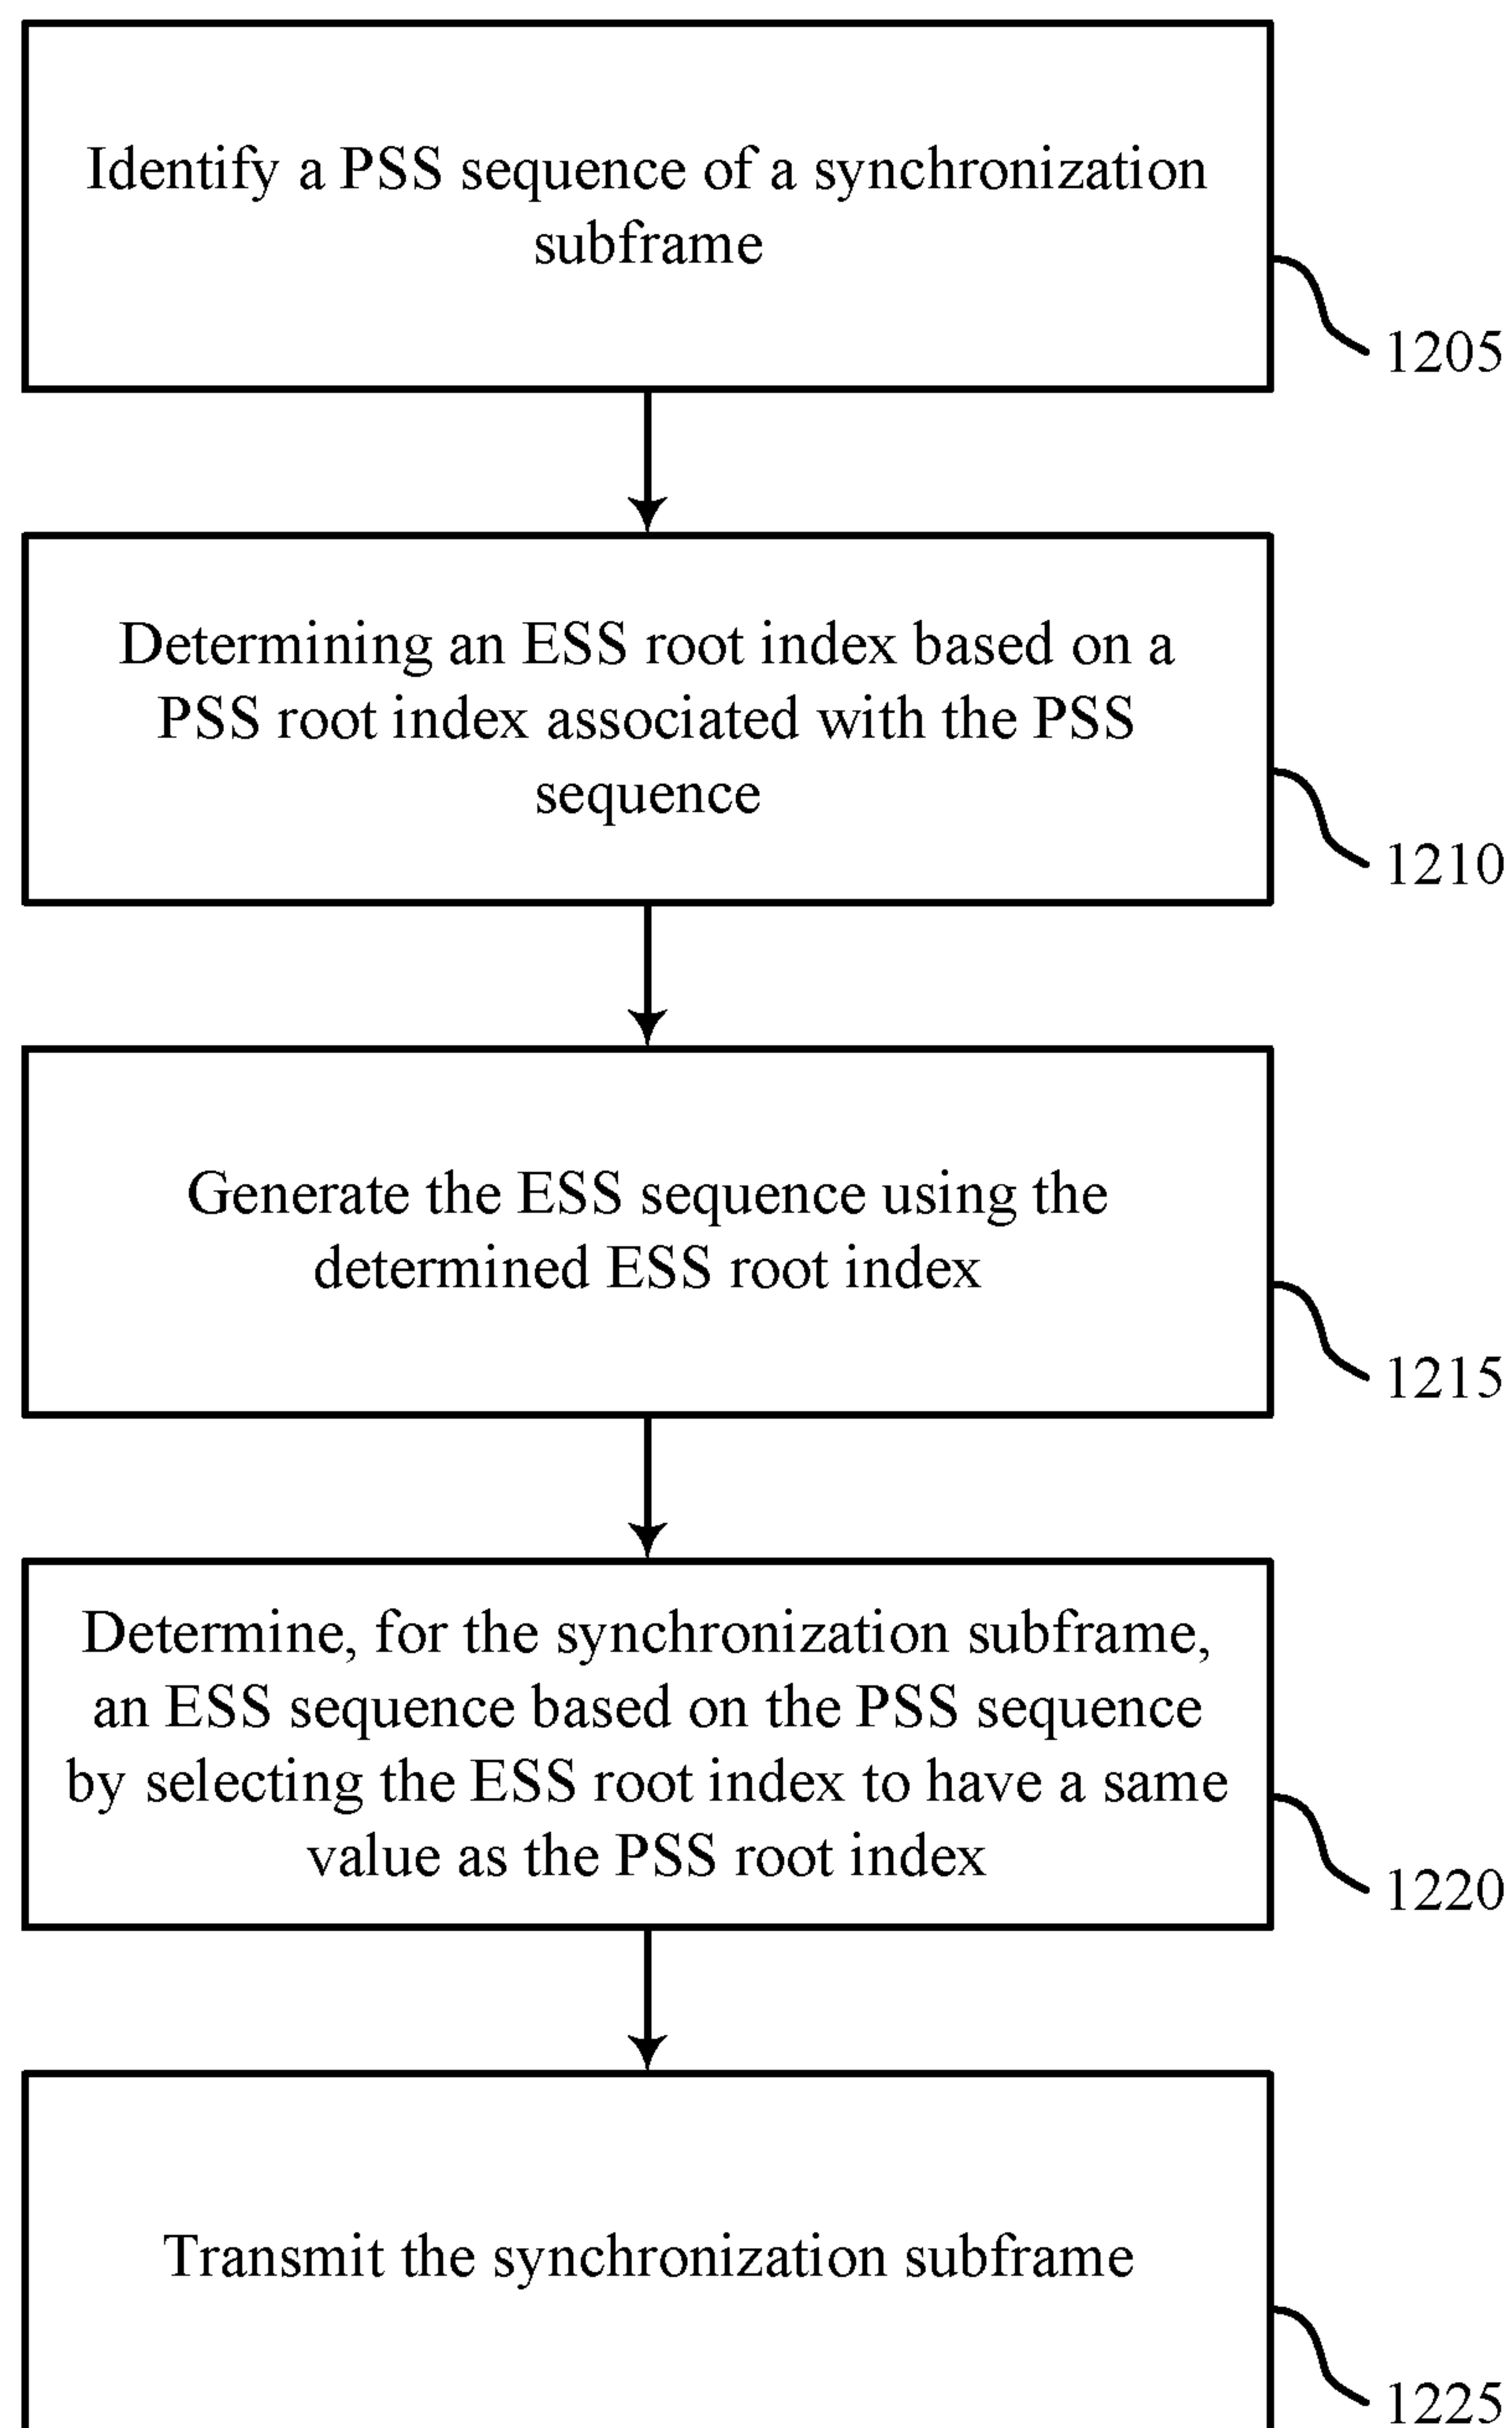 Identify a PSS sequence of a synchronization
subframe
1205
Determining an ESS root index based on a
PSS root index associated with the PSS
sequence
1210
Generate the ESS sequence using the
determined ESS root index
1215
Determine, for the synchronization subframe,
an ESS sequence based on the PSS sequence
by selecting the ESS root index to have a same
value as the PSS root index
1220
Transmit the synchronization subframe
1225